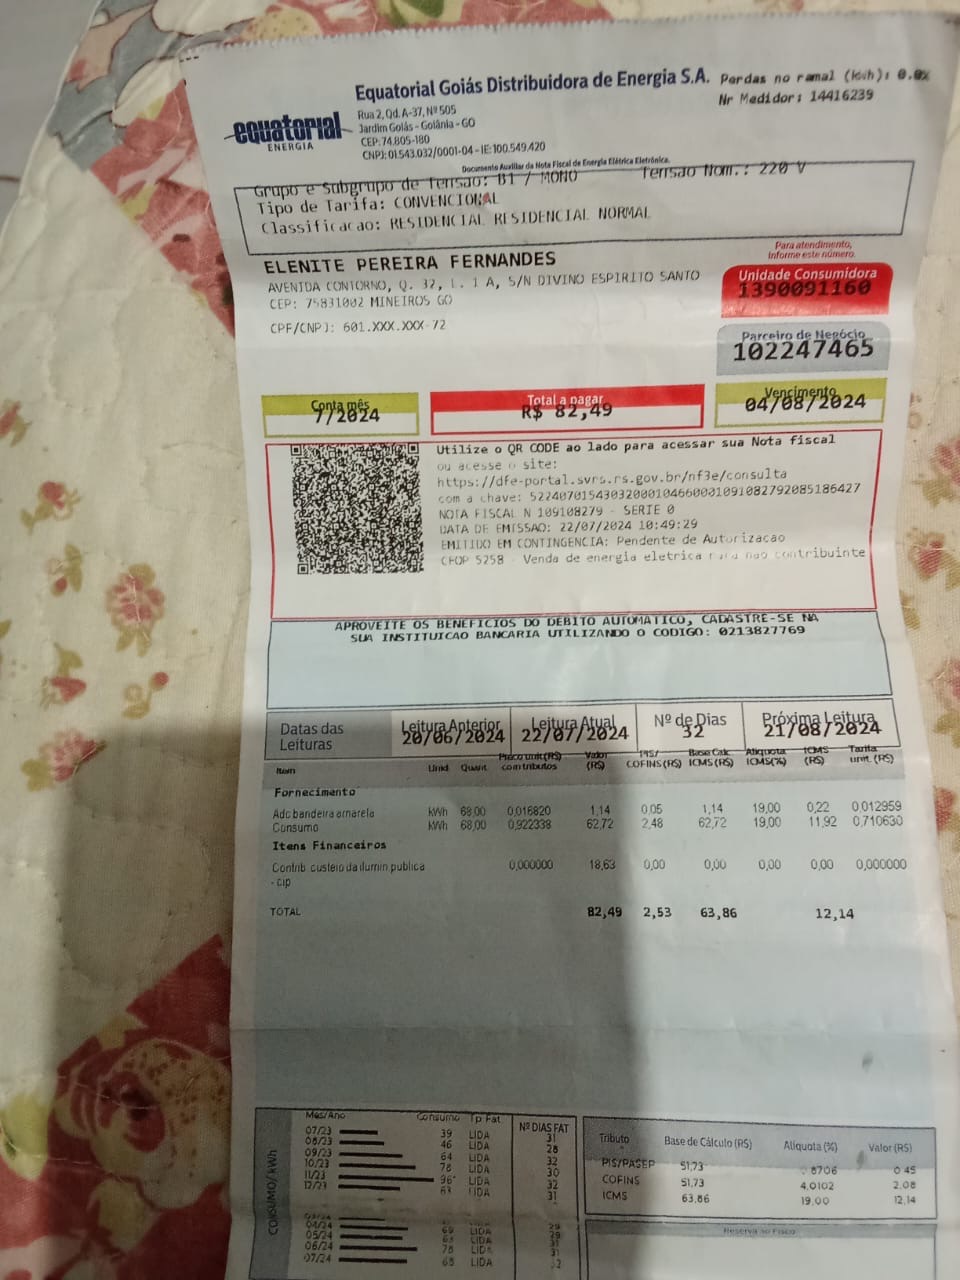 Equatorial Goiás Distribuidora de Energia S.A.
Perdas no ramal (kWh): 0.0%
Nr Medidor: 14416239
equatorial
ENERGIA
Rua 2, Qd. A-37, Nº 505
Jardim Goiás - Goiânia - GO
CEP: 74.805-180
CNPJ: 01.543.032/0001-04 - IE: 100.549.420
Documento Auxiliar da Nota Fiscal de Energia Elétrica Eletrônica.
Grupo e Subgrupo de Tensao: B1 / MONO Tensao Nom.: 220 V
Tipo de Tarifa: CONVENCIONAL
Classificacao: RESIDENCIAL RESIDENCIAL NORMAL
ELENITE PEREIRA FERNANDES
AVENIDA CONTORNO, Q. 32, L. 1 A, S/N DIVINO ESPIRITO SANTO
CEP: 75831002 MINEIROS GO
CPF/CNPJ: 601.XXX.XXX-72
Para atendimento,
informe este número.
Unidade Consumidora
1390091160
Parceiro de Negócio
102247465
Conta mês
7/2024
Total a pagar
R$ 82,49
Vencimento
04/08/2024
Utilize o QR CODE ao lado para acessar sua Nota fiscal
ou acesse o site:
https://dfe-portal.svrs.rs.gov.br/nf3e/consulta
com a chave: 52240701543032000104660001091082792085186427
NOTA FISCAL N 109108279 - SERIE 0
DATA DE EMISSAO: 22/07/2024 10:49:29
EMITIDO EM CONTINGENCIA: Pendente de Autorizacao
CFOP 5258 - Venda de energia eletrica para nao contribuinte
APROVEITE OS BENEFICIOS DO DEBITO AUTOMATICO, CADASTRE-SE NA
SUA INSTITUICAO BANCARIA UTILIZANDO O CODIGO: 0213827769
Datas das Leituras
Leitura Anterior
20/06/2024
Leitura Atual
22/07/2024
Nº de Dias
32
Próxima Leitura
21/08/2024
Item Unid Quant. Preço unit (R$) com tributos Valor (R$) PIS/COFINS (R$) Base Calc. ICMS (R$) Alíquota ICMS(%) ICMS (R$) Tarifa unit. (R$)
Fornecimento
Adc bandeira amarela kWh 68,00 0,016820 1,14 0,05 1,14 19,00 0,22 0,012959
Consumo kWh 68,00 0,922338 62,72 2,48 62,72 19,00 11,92 0,710630
Itens Financeiros
Contrib. custeio da ilumin. publica - cip 0,000000 18,63 0,00 0,00 0,00 0,00 0,000000
TOTAL 82,49 2,53 63,86 12,14
CONSUMO/kWh
Mês/Ano Consumo Tp Fat Nº DIAS FAT
07/23 39 LIDA 31
08/23 46 LIDA 28
09/23 64 LIDA 32
10/23 78 LIDA 30
11/23 96 LIDA 32
12/23 63 LIDA 31
04/24 69 LIDA 29
05/24 LIDA
06/24 78 LIDA 31
07/24 68 LIDA 32
Tributo Base de Cálculo (R$) Alíquota (%) Valor (R$)
PIS/PASEP 51,73 0,45
COFINS 51,73 4,0102 2,08
ICMS 63,86 19,00 12,14
Reserva ao Fisco